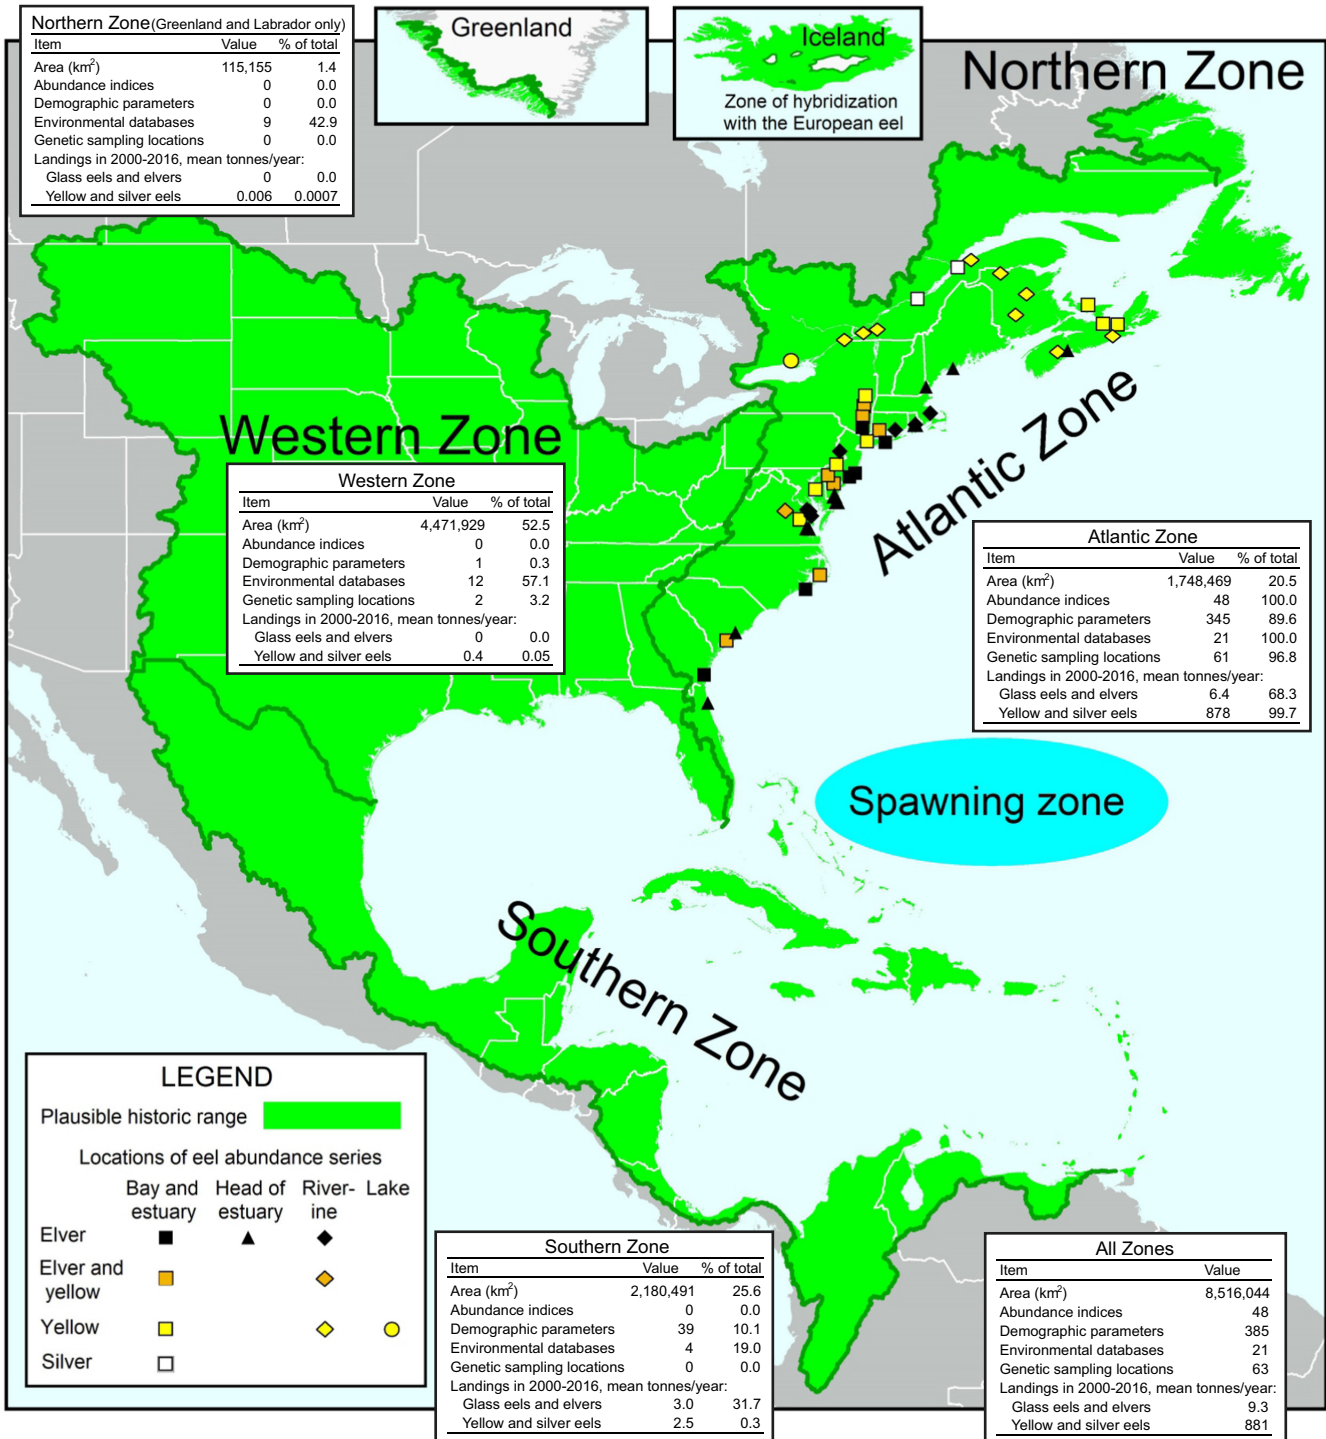 Northern Zone(Greenland and Labrador only)
Item Value % of total
Area (km²) 115,155 1.4
Abundance indices 0 0.0
Demographic parameters 0 0.0
Environmental databases 9 42.9
Genetic sampling locations 0 0.0
Landings in 2000-2016, mean tonnes/year:
Glass eels and elvers 0 0.0
Yellow and silver eels 0.006 0.0007
Greenland
Iceland
Zone of hybridization
with the European eel
Northern Zone
Western Zone
Western Zone
Item Value % of total
Area (km²) 4,471,929 52.5
Abundance indices 0 0.0
Demographic parameters 1 0.3
Environmental databases 12 57.1
Genetic sampling locations 2 3.2
Landings in 2000-2016, mean tonnes/year:
Glass eels and elvers 0 0.0
Yellow and silver eels 0.4 0.05
Atlantic Zone
Atlantic Zone
Item Value % of total
Area (km²) 1,748,469 20.5
Abundance indices 48 100.0
Demographic parameters 345 89.6
Environmental databases 21 100.0
Genetic sampling locations 61 96.8
Landings in 2000-2016, mean tonnes/year:
Glass eels and elvers 6.4 68.3
Yellow and silver eels 878 99.7
Spawning zone
Southern Zone
LEGEND
Plausible historic range
Locations of eel abundance series
Bay and Head of River- Lake
estuary estuary ine
Elver
Elver and
yellow
Yellow
Silver
Southern Zone
Item Value % of total
Area (km²) 2,180,491 25.6
Abundance indices 0 0.0
Demographic parameters 39 10.1
Environmental databases 4 19.0
Genetic sampling locations 0 0.0
Landings in 2000-2016, mean tonnes/year:
Glass eels and elvers 3.0 31.7
Yellow and silver eels 2.5 0.3
All Zones
Item Value
Area (km²) 8,516,044
Abundance indices 48
Demographic parameters 385
Environmental databases 21
Genetic sampling locations 63
Landings in 2000-2016, mean tonnes/year:
Glass eels and elvers 9.3
Yellow and silver eels 881